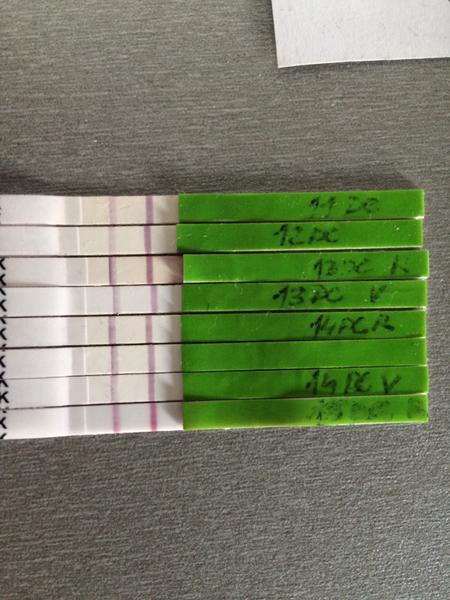 11 DC
12 DC
13 DC R
13 DC V
14 DC R
14 DC V